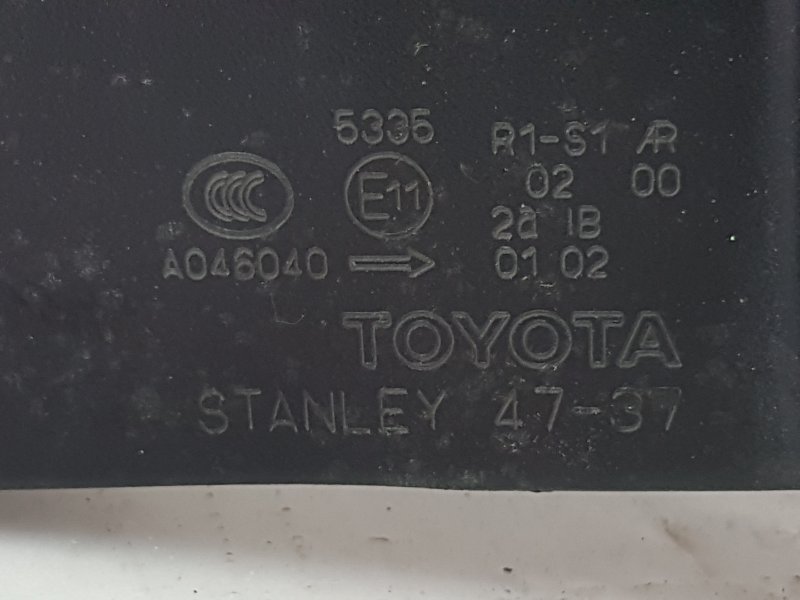 5335 R1-S1 AR
CCC E11 02 00
2a IB
A046040 01 02
TOYOTA
STANLEY 47-37